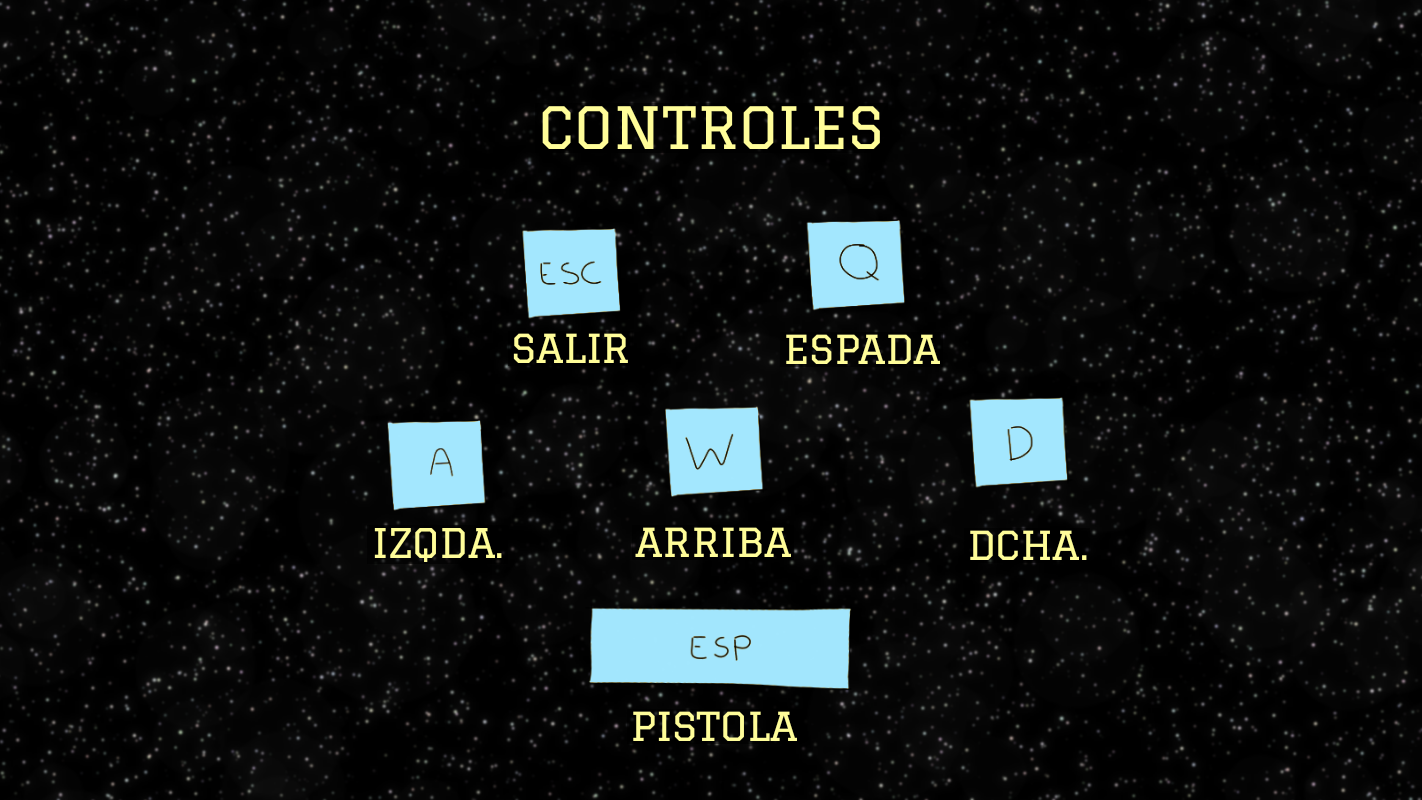 CONTROLES
ESC
Q
SALIR
ESPADA
A
W
D
IZQDA.
ARRIBA
DCHA.
ESP
PISTOLA